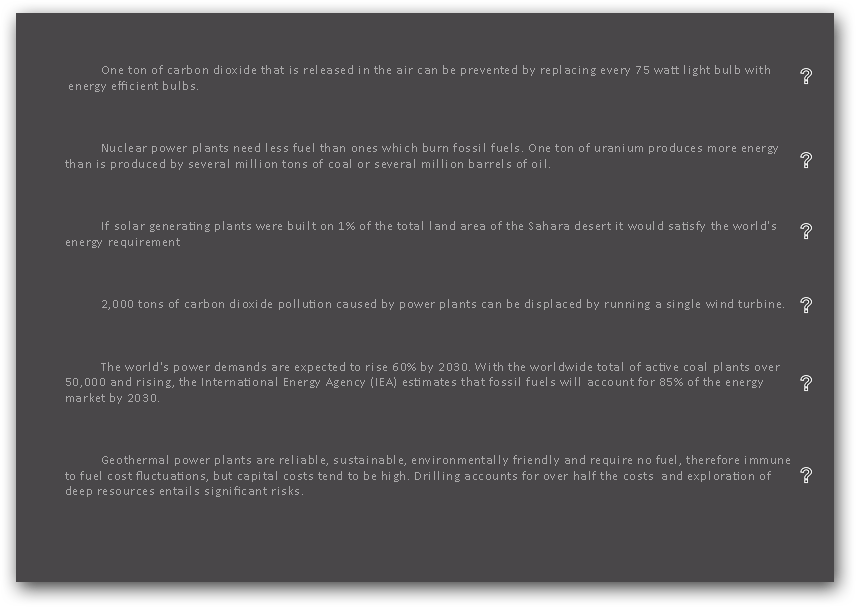 One ton of carbon dioxide that is released in the air can be prevented by replacing every 75 watt light bulb with
energy efficient bulbs.
?
Nuclear power plants need less fuel than ones which burn fossil fuels. One ton of uranium produces more energy
than is produced by several million tons of coal or several million barrels of oil.
?
If solar generating plants were built on 1% of the total land area of the Sahara desert it would satisfy the world's
energy requirement
?
2,000 tons of carbon dioxide pollution caused by power plants can be displaced by running a single wind turbine.
?
The world's power demands are expected to rise 60% by 2030. With the worldwide total of active coal plants over
50,000 and rising, the International Energy Agency (IEA) estimates that fossil fuels will account for 85% of the energy
market by 2030.
?
Geothermal power plants are reliable, sustainable, environmentally friendly and require no fuel, therefore immune
to fuel cost fluctuations, but capital costs tend to be high. Drilling accounts for over half the costs and exploration of
deep resources entails significant risks.
?